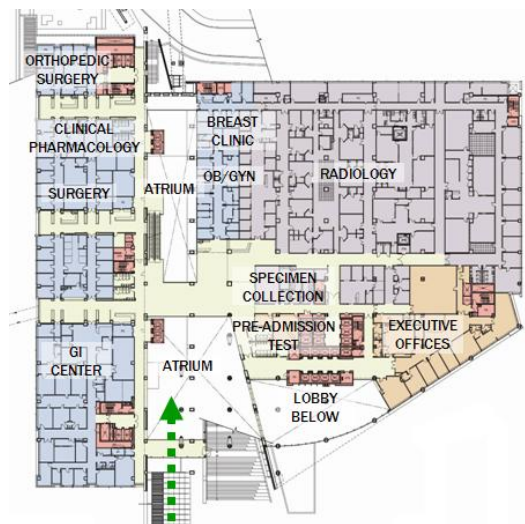 ORTHOPEDIC
SURGERY
CLINICAL
PHARMACOLOGY
SURGERY
ATRIUM
BREAST
CLINIC
OB/GYN
RADIOLOGY
SPECIMEN
COLLECTION
PRE-ADMISSION
TEST
EXECUTIVE
OFFICES
GI
CENTER
ATRIUM
LOBBY
BELOW